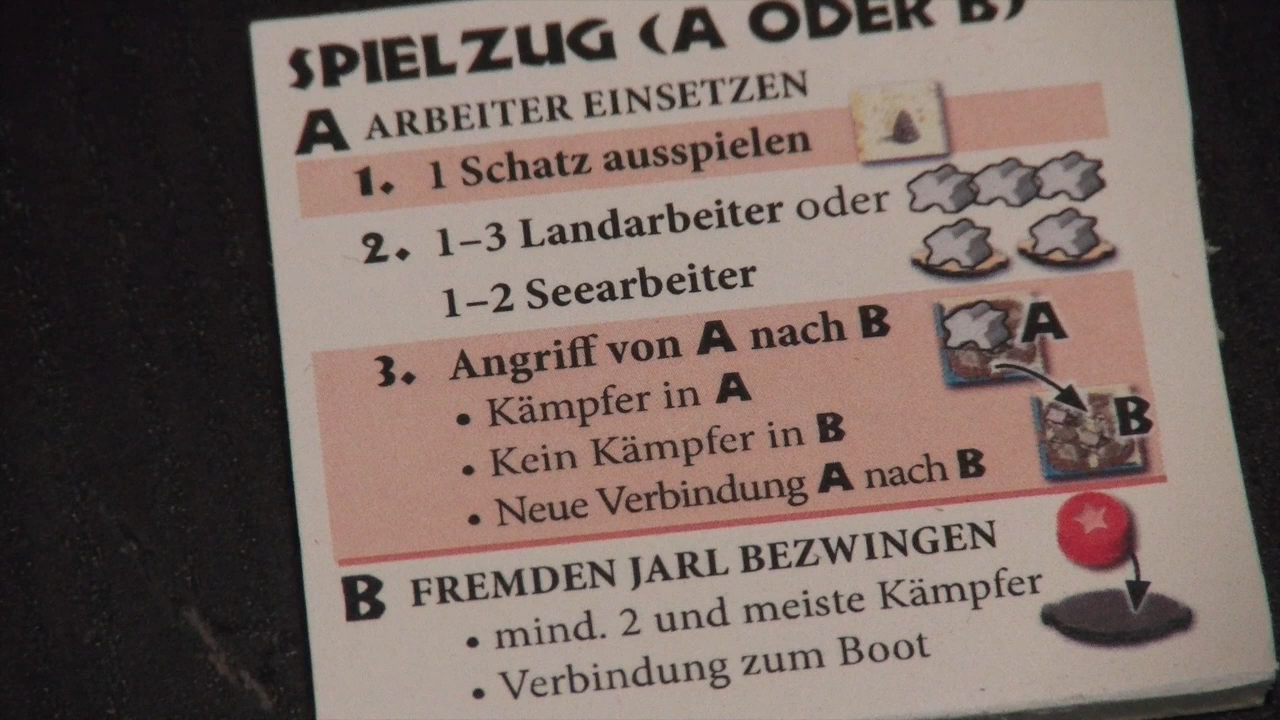 SPIELZUG (A ODER B)
A ARBEITER EINSETZEN
1. 1 Schatz ausspielen
2. 1–3 Landarbeiter oder
1–2 Seearbeiter
3. Angriff von A nach B
• Kämpfer in A
• Kein Kämpfer in B
• Neue Verbindung A nach B
A
B
B FREMDEN JARL BEZWINGEN
• mind. 2 und meiste Kämpfer
• Verbindung zum Boot